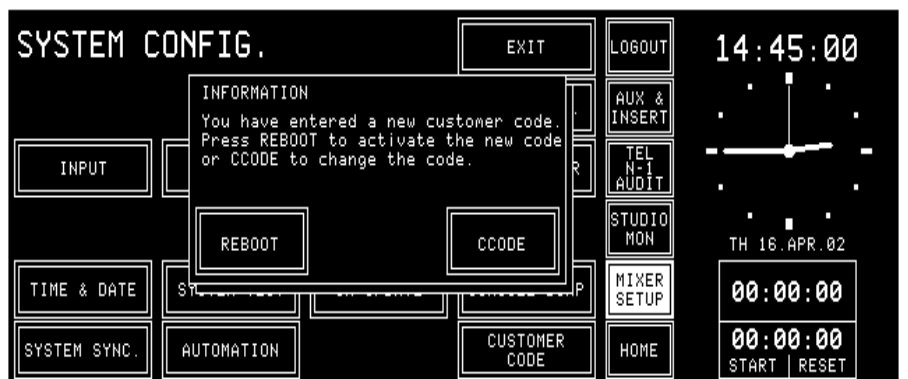 SYSTEM CONFIG.
EXIT
LOGOUT
14:45:00
INFORMATION
You have entered a new customer code.
Press REBOOT to activate the new code
or CCODE to change the code.
REBOOT
CCODE
AUX &
INSERT
INPUT
R
TEL
N-1
AUDIT
STUDIO
MON
TH 16.APR.02
TIME & DATE
MIXER
SETUP
00:00:00
SYSTEM SYNC.
AUTOMATION
CUSTOMER
CODE
HOME
00:00:00
START | RESET